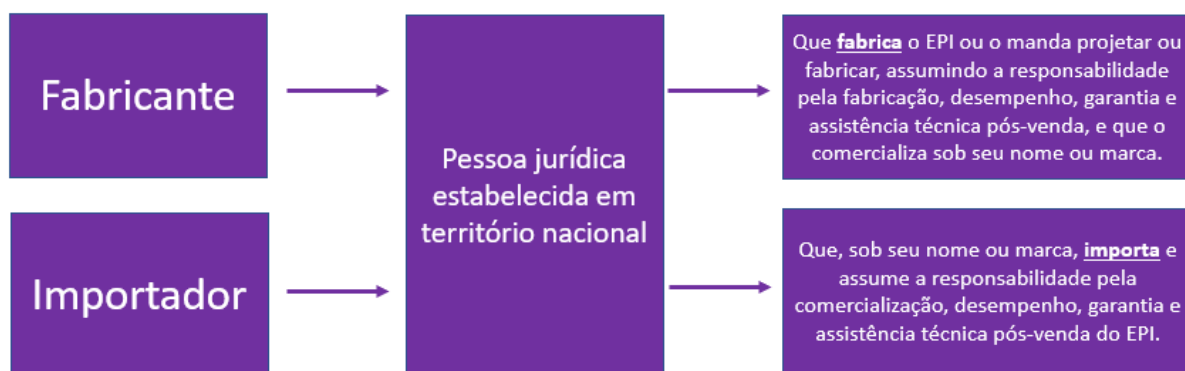 Fabricante
Importador
Pessoa jurídica
estabelecida em
território nacional
Que fabrica o EPI ou o manda projetar ou
fabricar, assumindo a responsabilidade
pela fabricação, desempenho, garantia e
assistência técnica pós-venda, e que o
comercializa sob seu nome ou marca.
Que, sob seu nome ou marca, importa e
assume a responsabilidade pela
comercialização, desempenho, garantia e
assistência técnica pós-venda do EPI.